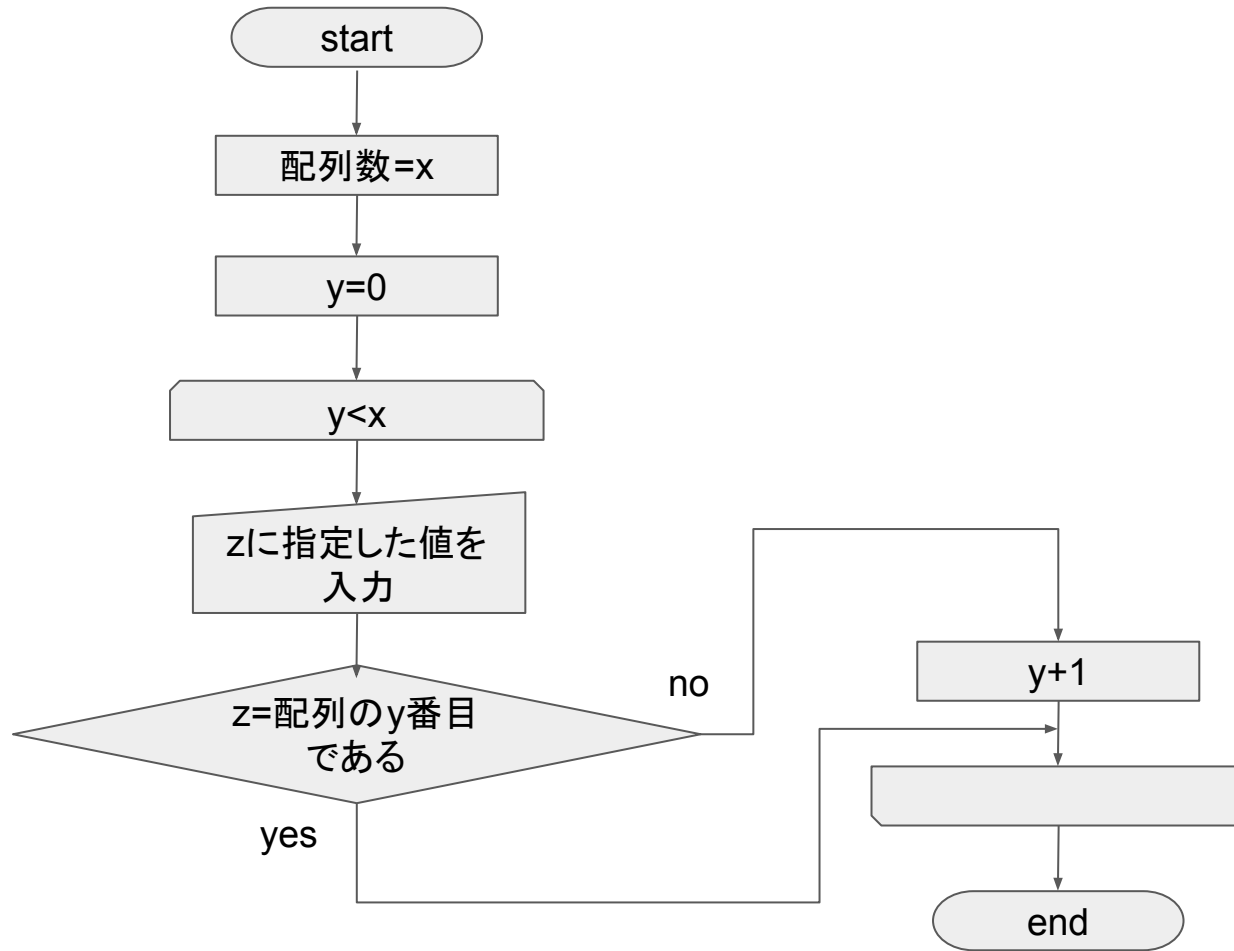 start
配列数=x
y=0
y<x
zに指定した値を
入力
z=配列のy番目
である
no
yes
y+1
end